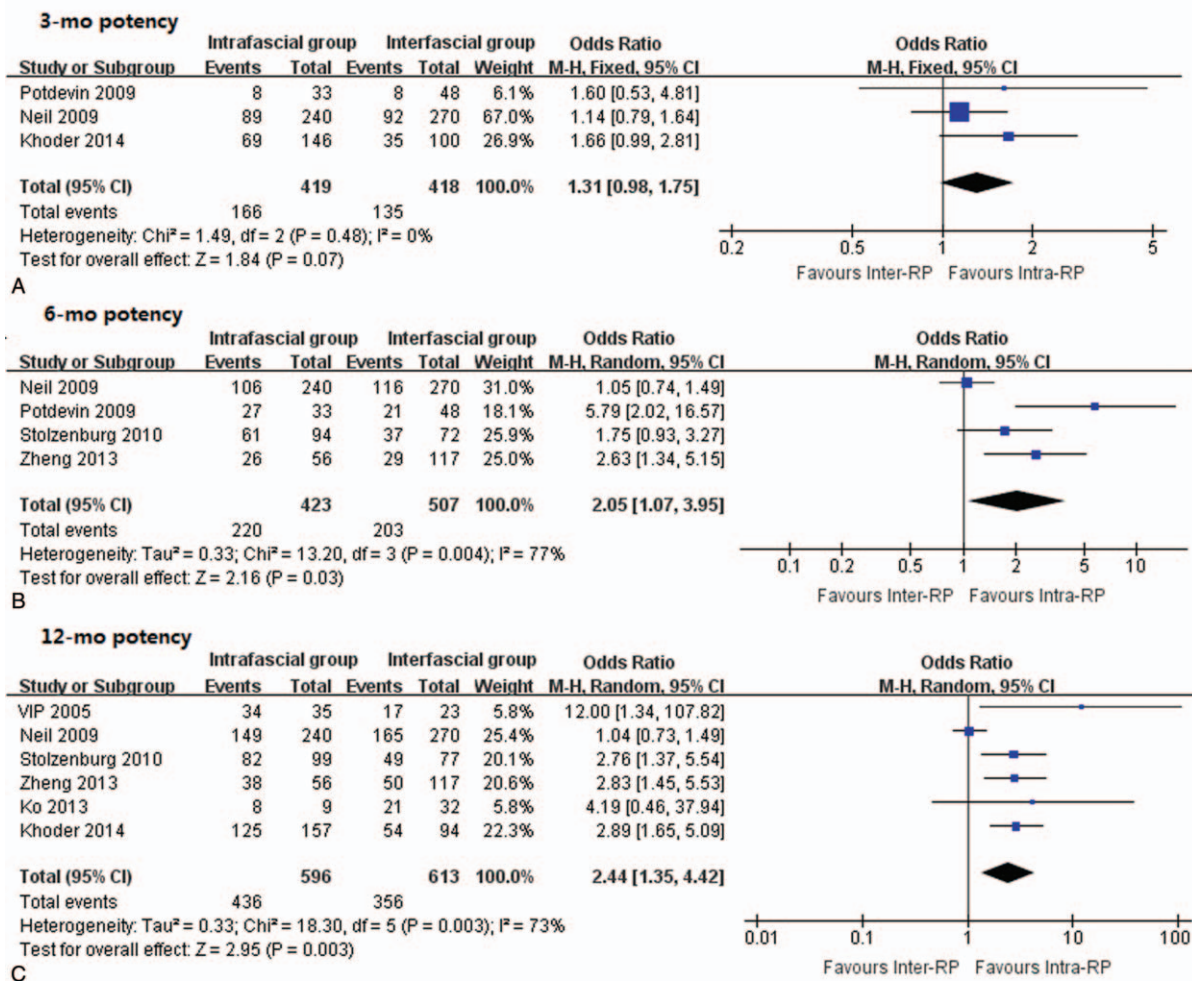 3-mo potency
Intrafascial group Interfascial group Odds Ratio Odds Ratio
Study or Subgroup Events Total Events Total Weight M-H, Fixed, 95% CI M-H, Fixed, 95% CI
Potdevin 2009 8 33 8 48 6.1% 1.60 [0.53, 4.81]
Neil 2009 89 240 92 270 67.0% 1.14 [0.79, 1.64]
Khoder 2014 69 146 35 100 26.9% 1.66 [0.99, 2.81]
Total (95% CI) 419 418 100.0% 1.31 [0.98, 1.75]
Total events 166 135
Heterogeneity: Chi² = 1.49, df = 2 (P = 0.48); I² = 0%
Test for overall effect: Z = 1.84 (P = 0.07)
0.2 0.5 1 2 5
Favours Inter-RP Favours Intra-RP
A
6-mo potency
Intrafascial group Interfascial group Odds Ratio Odds Ratio
Study or Subgroup Events Total Events Total Weight M-H, Random, 95% CI M-H, Random, 95% CI
Neil 2009 106 240 116 270 31.0% 1.05 [0.74, 1.49]
Potdevin 2009 27 33 21 48 18.1% 5.79 [2.02, 16.57]
Stolzenburg 2010 61 94 37 72 25.9% 1.75 [0.93, 3.27]
Zheng 2013 26 56 29 117 25.0% 2.63 [1.34, 5.15]
Total (95% CI) 423 507 100.0% 2.05 [1.07, 3.95]
Total events 220 203
Heterogeneity: Tau² = 0.33; Chi² = 13.20, df = 3 (P = 0.004); I² = 77%
Test for overall effect: Z = 2.16 (P = 0.03)
0.1 0.2 0.5 1 2 5 10
Favours Inter-RP Favours Intra-RP
B
12-mo potency
Intrafascial group Interfascial group Odds Ratio Odds Ratio
Study or Subgroup Events Total Events Total Weight M-H, Random, 95% CI M-H, Random, 95% CI
VIP 2005 34 35 17 23 5.8% 12.00 [1.34, 107.82]
Neil 2009 149 240 165 270 25.4% 1.04 [0.73, 1.49]
Stolzenburg 2010 82 99 49 77 20.1% 2.76 [1.37, 5.54]
Zheng 2013 38 56 50 117 20.6% 2.83 [1.45, 5.53]
Ko 2013 8 9 21 32 5.8% 4.19 [0.46, 37.94]
Khoder 2014 125 157 54 94 22.3% 2.89 [1.65, 5.09]
Total (95% CI) 596 613 100.0% 2.44 [1.35, 4.42]
Total events 436 356
Heterogeneity: Tau² = 0.33; Chi² = 18.30, df = 5 (P = 0.003); I² = 73%
Test for overall effect: Z = 2.95 (P = 0.003)
0.01 0.1 1 10 100
Favours Inter-RP Favours Intra-RP
C